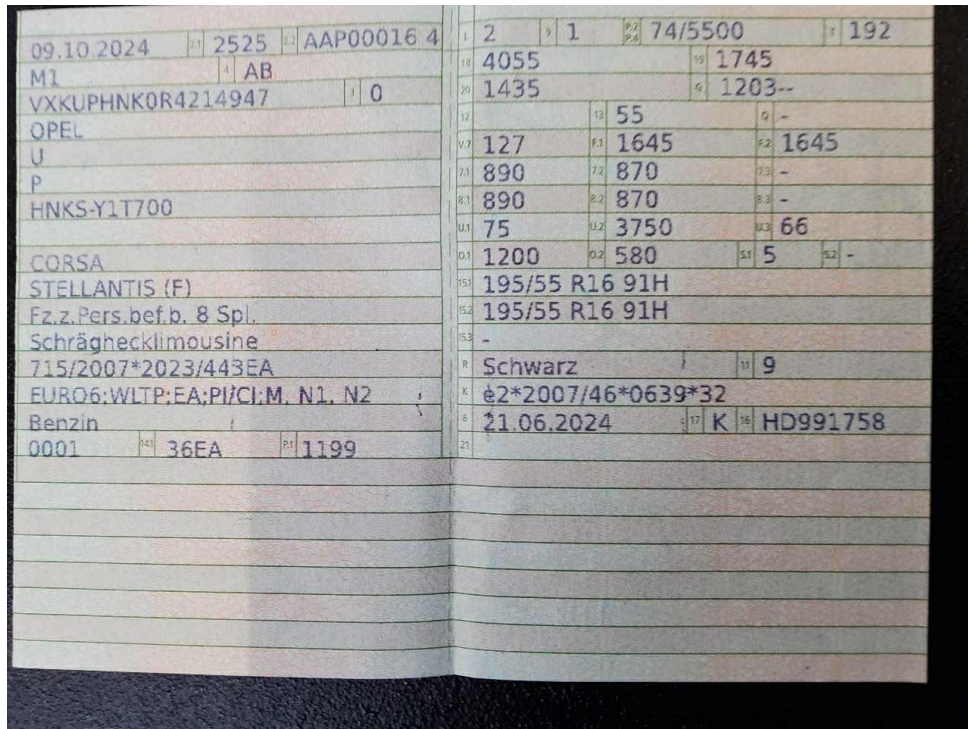 09.10.2024 2.1 2525 2.2 AAP00016 4
M1 4 AB
VXKUPHNK0R4214947 3 0
OPEL
U
P
HNKS-Y1T700
CORSA
STELLANTIS (F)
Fz.z.Pers.bef.b. 8 Spl.
Schräghecklimousine
715/2007*2023/443EA
EURO6;WLTP;EA;PI/CI;M, N1, N2
Benzin
0001 14.1 36EA P.1 1199
L 2 9 1 P.2 P.4 74/5500 T 192
18 4055 19 1745
20 1435 G 1203--
12 13 55 Q -
V.7 127 F.1 1645 F.2 1645
7.1 890 7.2 870 7.3 -
8.1 890 8.2 870 8.3 -
U.1 75 U.2 3750 U.3 66
O.1 1200 O.2 580 S.1 5 S.2 -
15.1 195/55 R16 91H
15.2 195/55 R16 91H
15.3 -
R Schwarz 11 9
K e2*2007/46*0639*32
6 21.06.2024 17 K 16 HD991758
21